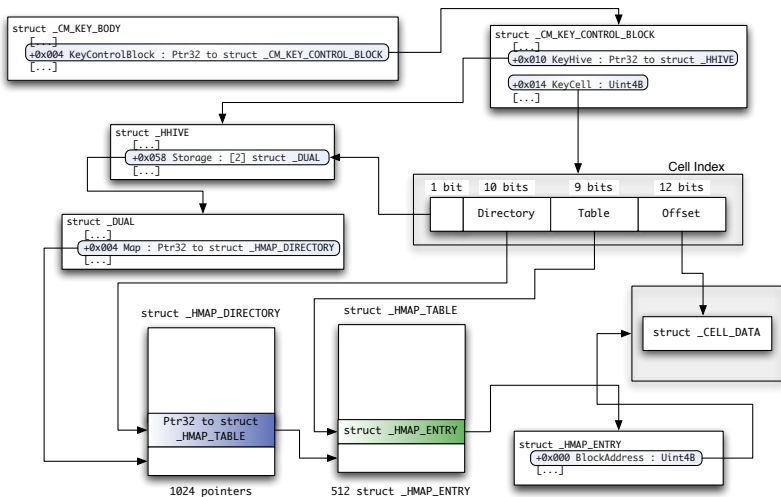 struct _CM_KEY_BODY
[...]
+0x004 KeyControlBlock : Ptr32 to struct _CM_KEY_CONTROL_BLOCK
[...]
struct _CM_KEY_CONTROL_BLOCK
[...]
+0x010 KeyHive : Ptr32 to struct _HHIVE
+0x014 KeyCell : Uint4B
[...]
struct _HHIVE
[...]
+0x058 Storage : [2] struct _DUAL
[...]
Cell Index
1 bit 10 bits 9 bits 12 bits
Directory Table Offset
struct _DUAL
[...]
+0x004 Map : Ptr32 to struct _HMAP_DIRECTORY
[...]
struct _HMAP_DIRECTORY
Ptr32 to struct
_HMAP_TABLE
1024 pointers
struct _HMAP_TABLE
struct _HMAP_ENTRY
512 struct _HMAP_ENTRY
struct _CELL_DATA
struct _HMAP_ENTRY
+0x000 BlockAddress : Uint4B
[...]